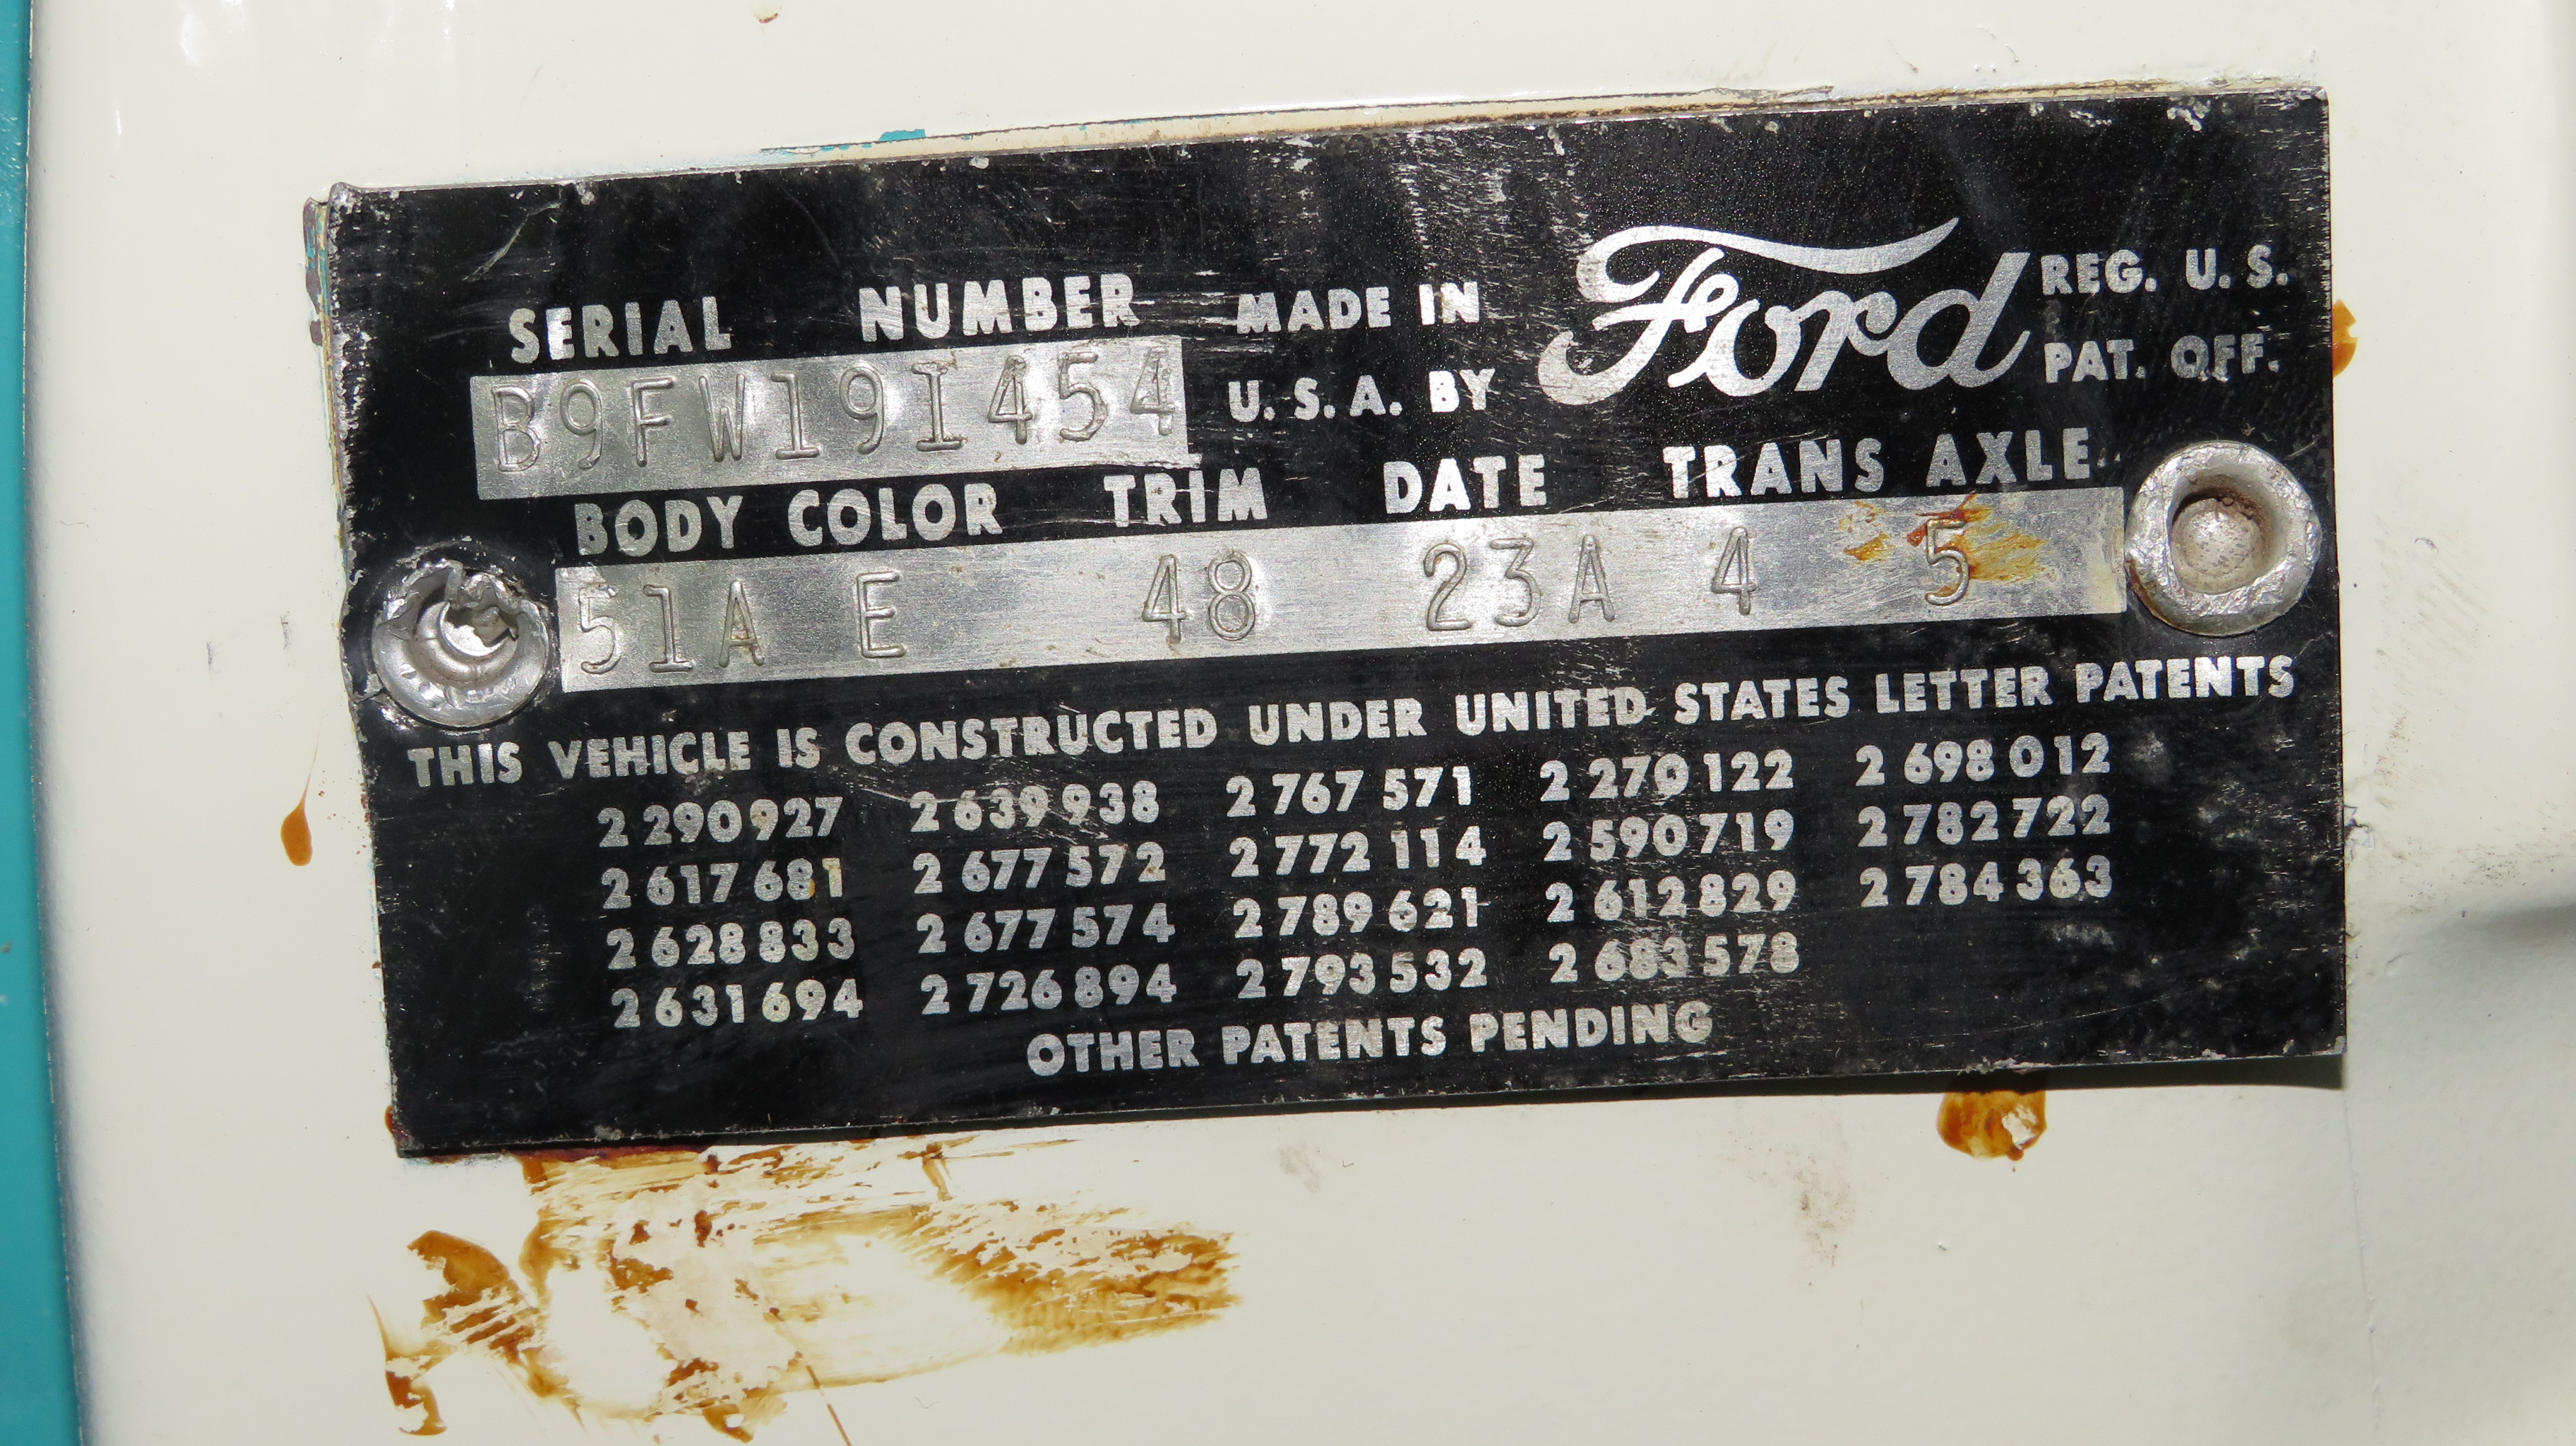 SERIAL NUMBER MADE IN Ford REG. U. S.
B9FW191454 U. S. A. BY PAT. OFF.
BODY COLOR TRIM DATE TRANS AXLE
51A E 48 23A 4 5
THIS VEHICLE IS CONSTRUCTED UNDER UNITED STATES LETTER PATENTS
2 290 927 2 639 938 2 767 571 2 270 122 2 698 012
2 617 681 2 677 572 2 772 114 2 590 719 2 782 722
2 628 833 2 677 574 2 789 621 2 612 829 2 784 363
2 631 694 2 726 894 2 793 532 2 683 578
OTHER PATENTS PENDING